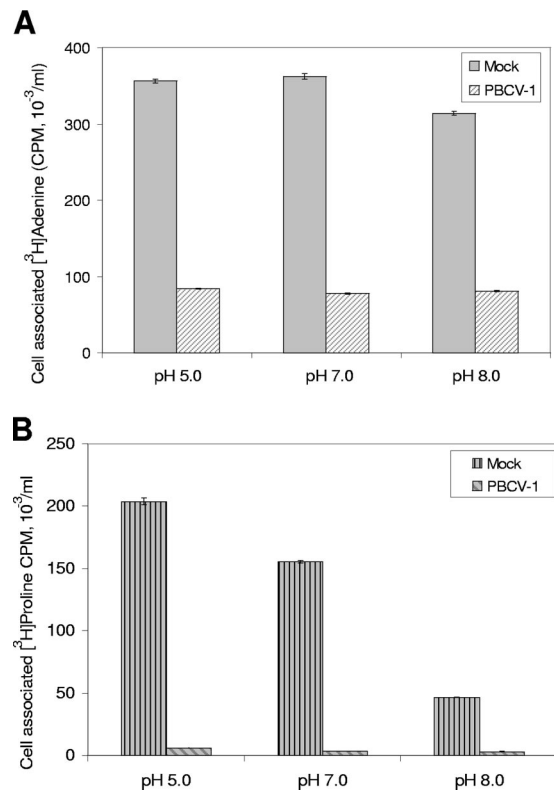 A
Cell associated [³H]Adenine (CPM, 10⁻³/ml)
400
300
200
100
0
Mock
PBCV-1
pH 5.0
pH 7.0
pH 8.0
B
Cell associated [³H]Proline CPM, 10⁻³/ml)
250
200
150
100
50
0
Mock
PBCV-1
pH 5.0
pH 7.0
pH 8.0